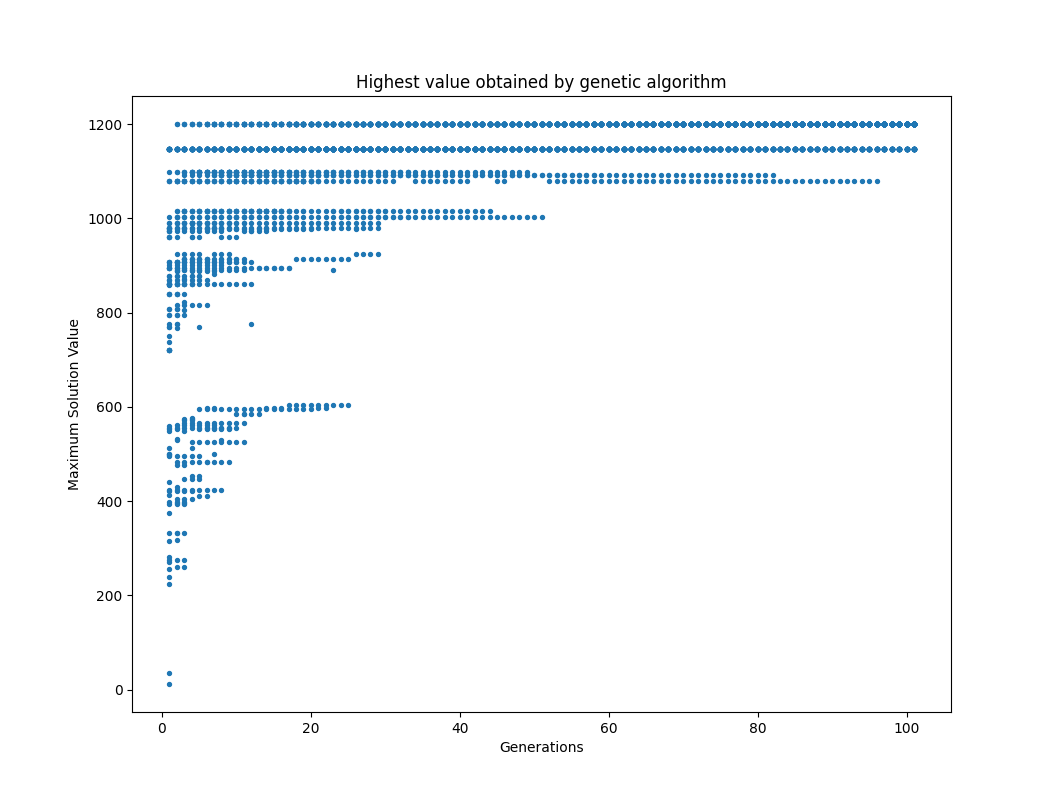 Highest value obtained by genetic algorithm
1200
1000
800
600
400
200
0
Maximum Solution Value
0 20 40 60 80 100
Generations